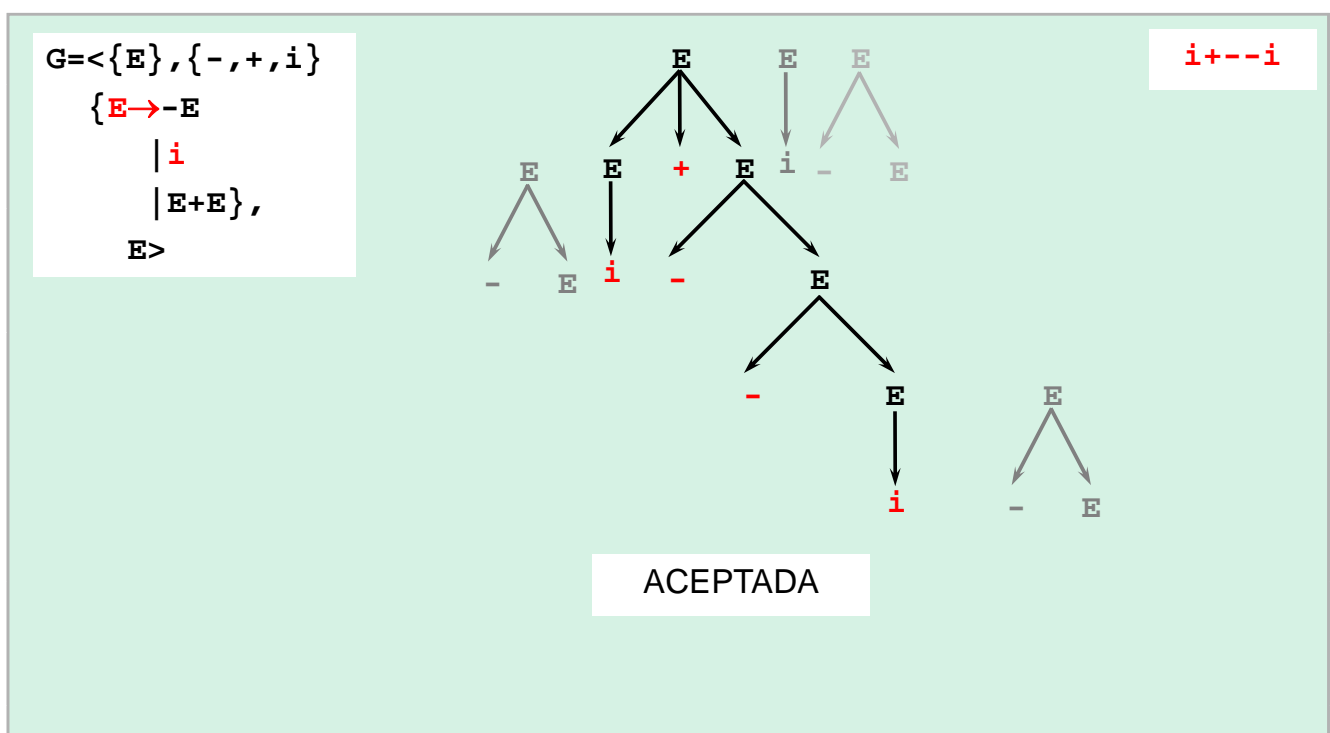 G=<{E},{-,+,i}
{E→-E
|i
|E+E},
E>
i+--i
E E E
E E + E i - E
- E i - E
- E E
i - E
ACEPTADA